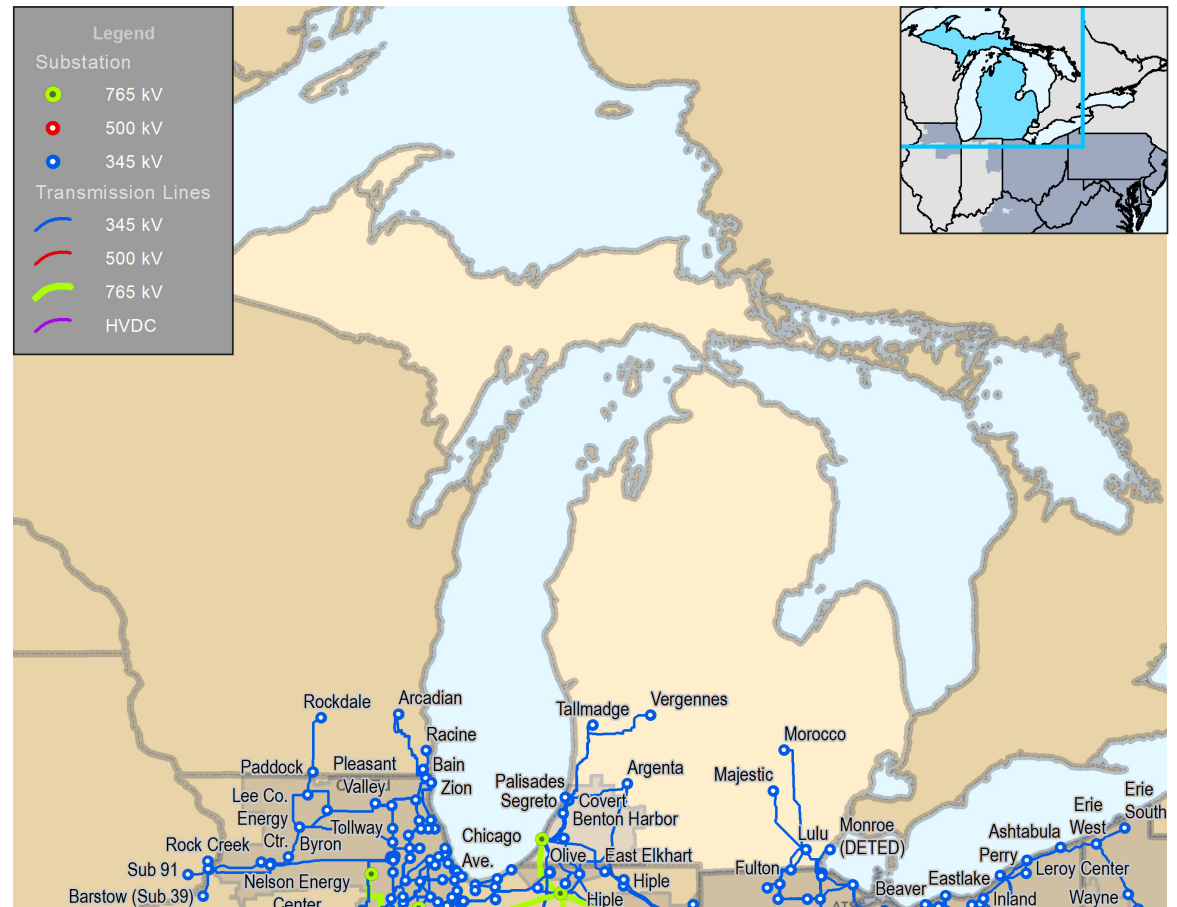 Legend
Substation
765 kV
500 kV
345 kV
Transmission Lines
345 kV
500 kV
765 kV
HVDC
Rockdale
Arcadian
Vergennes
Tallmadge
Racine
Morocco
Paddock
Pleasant
Valley
Bain
Zion
Palisades
Segreto
Argenta
Majestic
Lee Co.
Energy
Ctr.
Covert
Benton Harbor
Erie
South
Erie
West
Tollway
Byron
Chicago
Ave.
Lulu
Monroe
(DETED)
Ashtabula
Rock Creek
Sub 91
Olive
East Elkhart
Perry
Leroy Center
Nelson Energy
Center
Hiple
Fulton
Eastlake
Barstow (Sub 39)
Hiple
Beaver
Inland
Wayne
ATS